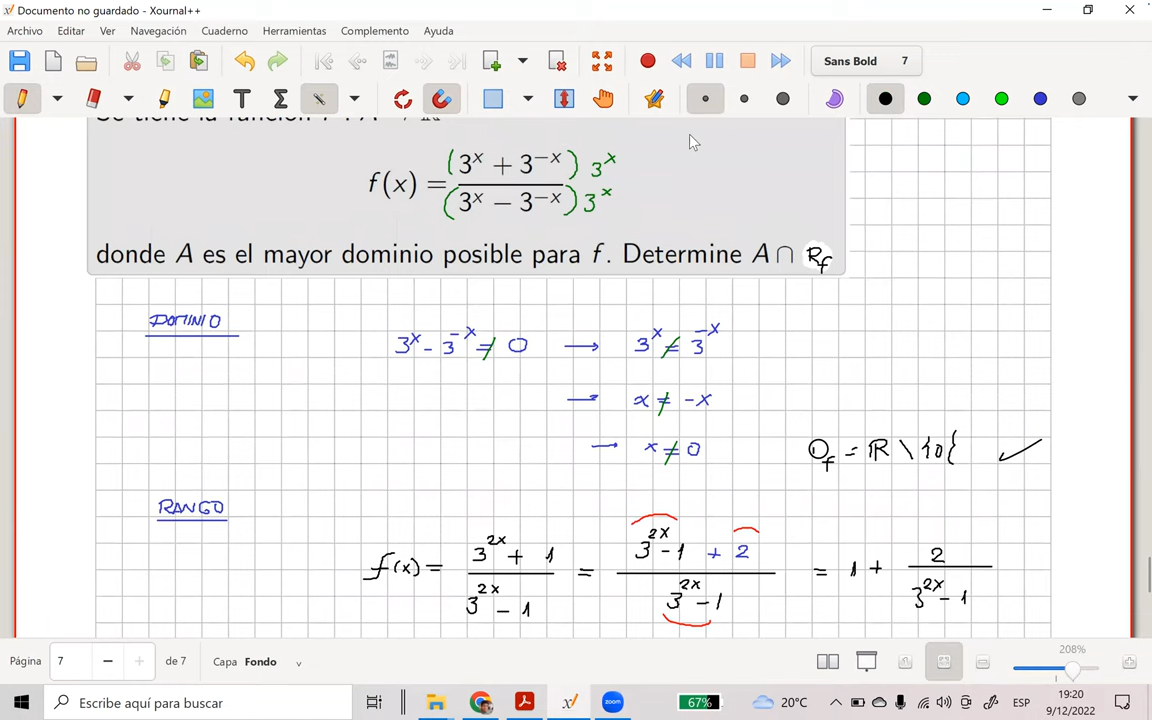 Documento no guardado - Xournal++
Archivo Editar Ver Navegación Cuaderno Herramientas Complemento Ayuda
Sans Bold 7
f(x) = (3^x + 3^{-x}) 3^x / (3^x - 3^{-x}) 3^x
donde A es el mayor dominio posible para f. Determine A ∩ R_f
DOMINIO
3^x - 3^{-x} ≠ 0 → 3^x ≠ 3^{-x}
→ x ≠ -x
→ x ≠ 0
D_f = R \ {0{ ✓
RANGO
f(x) = (3^{2x} + 1) / (3^{2x} - 1) = (3^{2x} - 1 + 2) / (3^{2x} - 1) = 1 + 2 / (3^{2x} - 1)
Página 7 de 7 Capa Fondo
208%
Escribe aquí para buscar
zoom
67%
20°C
ESP
19:20
9/12/2022